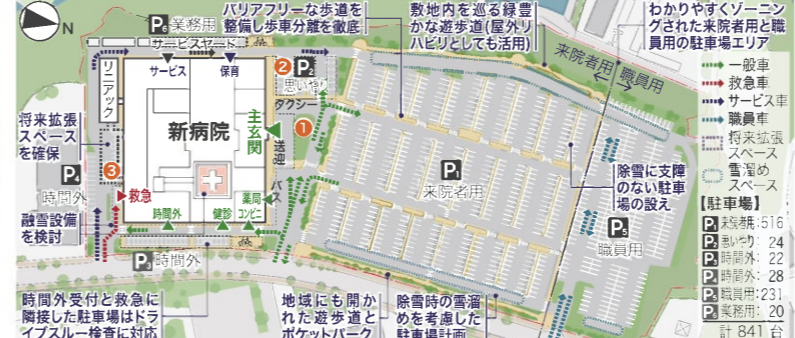 N
P6 業務用
サービスヤード
バリアフリーな歩道を
整備し歩車分離を徹底
敷地内を巡る緑豊
かな遊歩道(屋外リ
ハビリとしても活用)
わかりやすくゾーニン
グされた来院者用と職
員用の駐車場エリア
来院者用
職員用
リニアック
サービス
保育
2
P2
思いやり
タクシー
1
主玄関
送迎
新病院
将来拡張
スペース
を確保
P4
時間外
3
救急
時間外
健診
薬局
コンビニ
バス
融雪設備
を検討
P3 時間外
P1
来院者用
除雪に支障
のない駐車
場の設え
P5
職員用
一般車
救急車
サービス車
職員車
将来拡張
スペース
雪溜め
スペース
【駐車場】
P1 来院者用:516
P2 思いやり: 24
P3 時間外: 22
P4 時間外: 28
P5 職員用:231
P6 業務用: 20
計 841 台
時間外受付と救急に
隣接した駐車場はドラ
イブスルー検査に対応
地域にも開か
れた遊歩道と
ポケットパーク
除雪時の雪溜
めを考慮した
駐車場計画